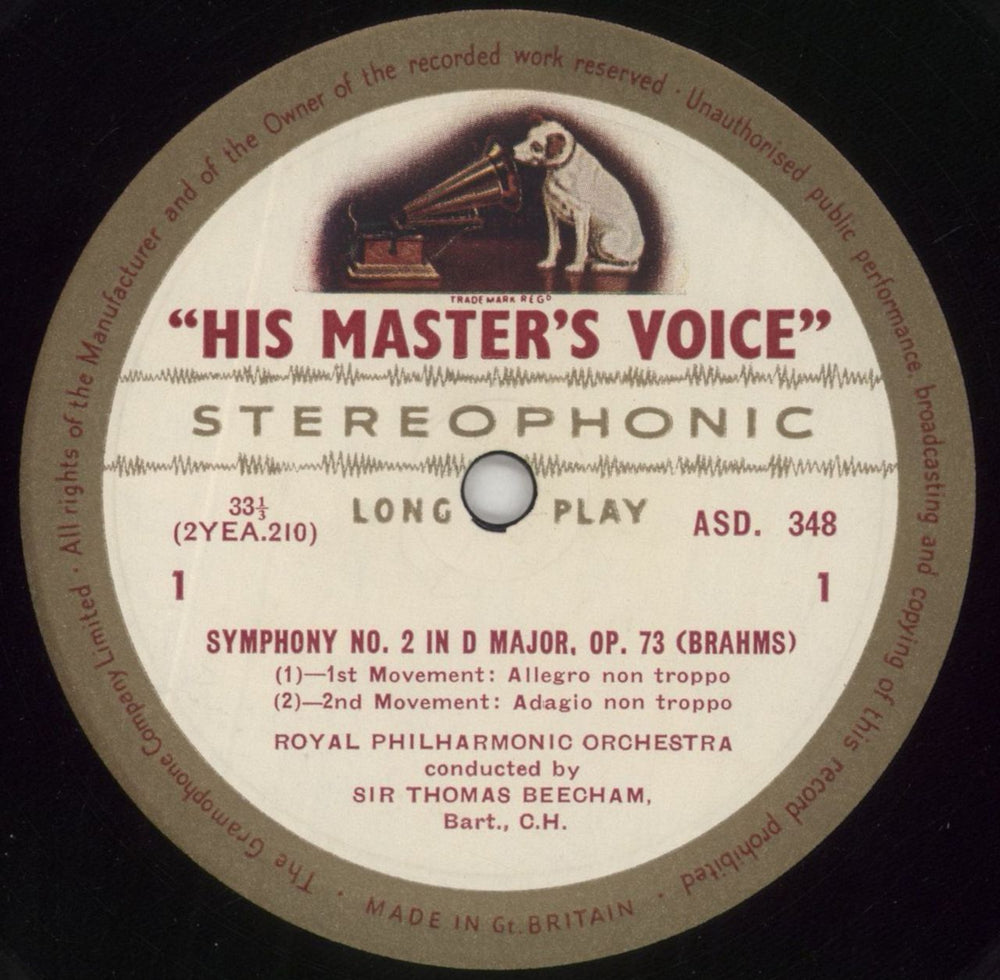 The Gramophone Company Limited · All rights of the Manufacturer and of the Owner of the recorded work reserved · Unauthorised public performance, broadcasting and copying of this record prohibited ·
TRADE MARK REGD
“HIS MASTER'S VOICE”
STEREOPHONIC
LONG PLAY
33⅓
(2YEA.210)
ASD. 348
1 1
SYMPHONY NO. 2 IN D MAJOR, OP. 73 (BRAHMS)
(1)—1st Movement: Allegro non troppo
(2)—2nd Movement: Adagio non troppo
ROYAL PHILHARMONIC ORCHESTRA
conducted by
SIR THOMAS BEECHAM,
Bart., C.H.
· MADE IN Gt. BRITAIN ·